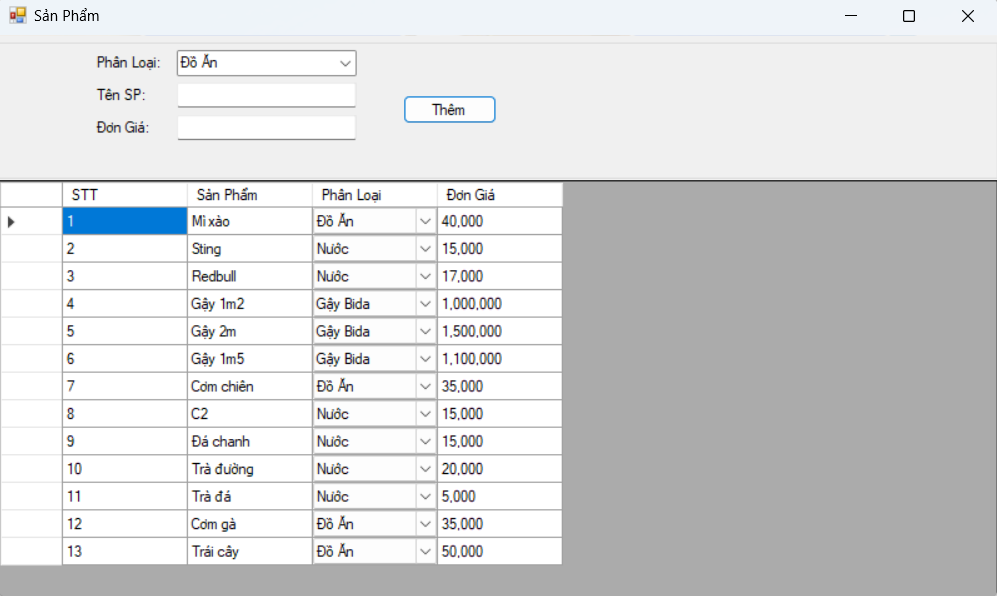 Sản Phẩm
Phân Loại: Đồ Ăn
Tên SP:
Thêm
Đơn Giá:
STT Sản Phẩm Phân Loại Đơn Giá
1 Mì xào Đồ Ăn 40,000
2 Sting Nước 15,000
3 Redbull Nước 17,000
4 Gậy 1m2 Gậy Bida 1,000,000
5 Gậy 2m Gậy Bida 1,500,000
6 Gậy 1m5 Gậy Bida 1,100,000
7 Cơm chiên Đồ Ăn 35,000
8 C2 Nước 15,000
9 Đá chanh Nước 15,000
10 Trà đường Nước 20,000
11 Trà đá Nước 5,000
12 Cơm gà Đồ Ăn 35,000
13 Trái cây Đồ Ăn 50,000